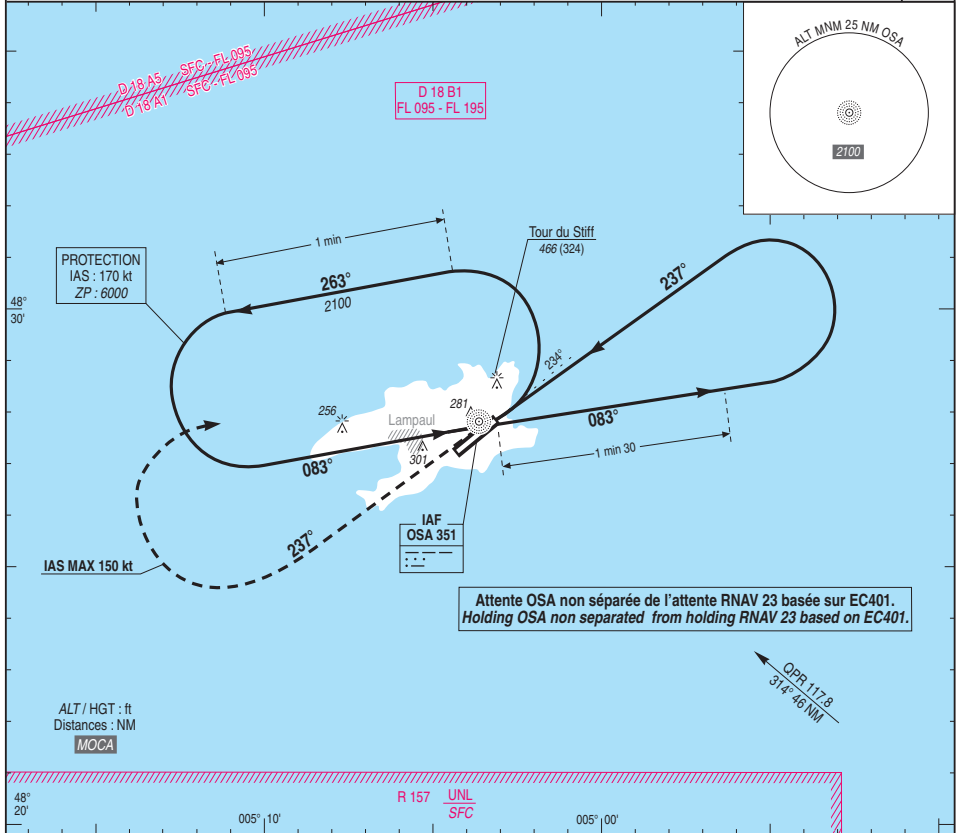 D 18 A5 SFC - FL 095
D 18 A1 SFC - FL 095
D 18 B1
FL 095 - FL 195
ALT MNM 25 NM OSA
2100
PROTECTION
IAS : 170 kt
ZP : 6000
1 min
263°
2100
Tour du Stiff
466 (324)
237°
48°
30'
234°
256
281
Lampaul
301
083°
083°
1 min 30
237°
IAF
OSA 351
IAS MAX 150 kt
Attente OSA non séparée de l'attente RNAV 23 basée sur EC401.
Holding OSA non separated from holding RNAV 23 based on EC401.
QPR 117.8
314° 46 NM
ALT / HGT : ft
Distances : NM
MOCA
R 157 UNL
SFC
48°
20'
005° 10'
005° 00'